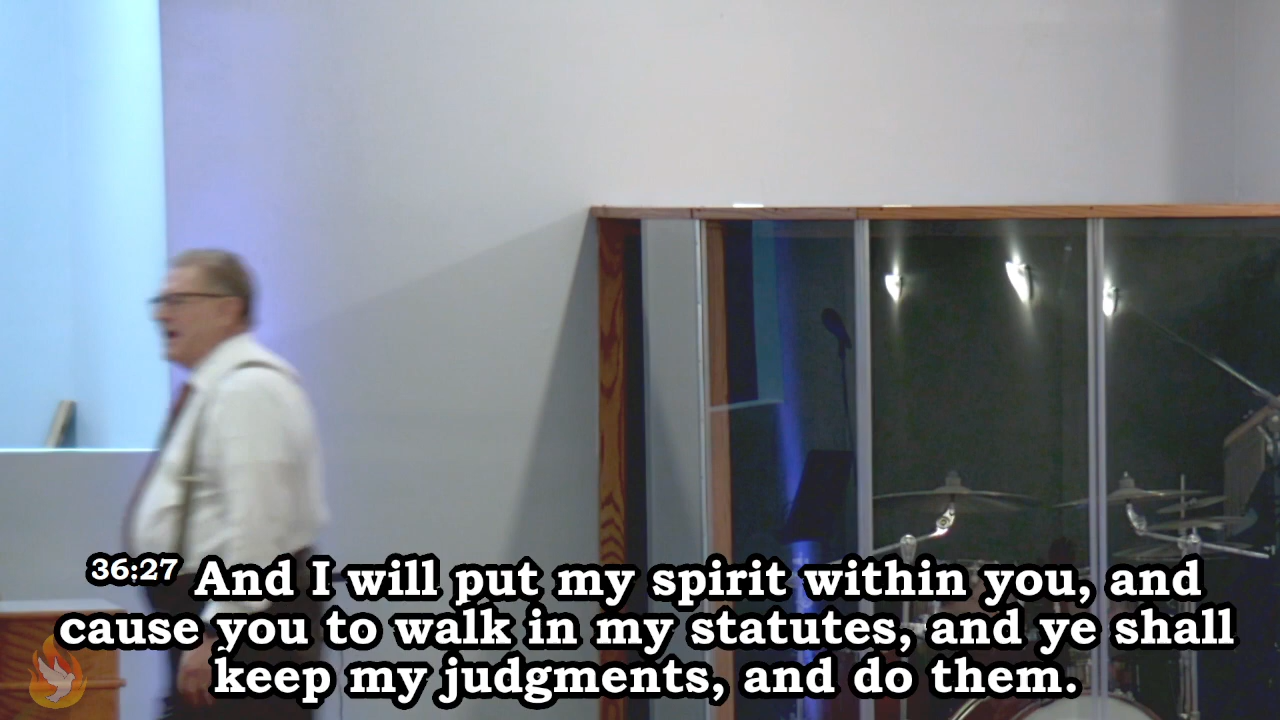 36:27 And I will put my spirit within you, and
cause you to walk in my statutes, and ye shall
keep my judgments, and do them.